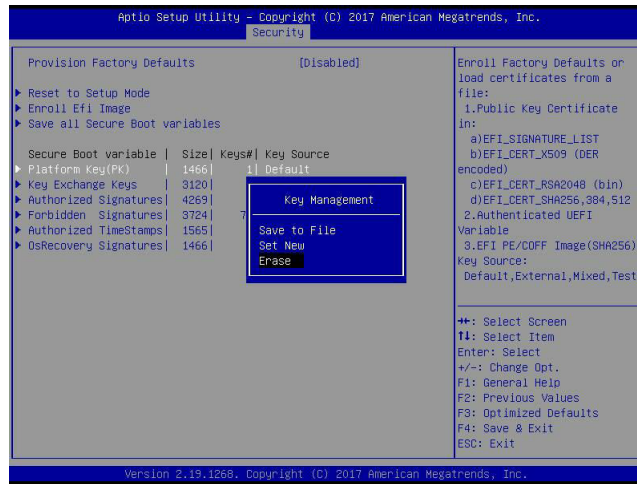 Aptio Setup Utility – Copyright (C) 2017 American Megatrends, Inc.
Security
Provision Factory Defaults [Disabled]
Reset to Setup Mode
Enroll Efi Image
Save all Secure Boot variables
Secure Boot variable | Size| Keys#| Key Source
Platform Key(PK) | 1466| 1| Default
Key Exchange Keys | 3120|
Authorized Signatures| 4269|
Forbidden Signatures| 3724| 7
Authorized TimeStamps| 1565|
OsRecovery Signatures| 1466|
Key Management
Save to File
Set New
Erase
Enroll Factory Defaults or
load certificates from a
file:
1.Public Key Certificate
in:
a)EFI_SIGNATURE_LIST
b)EFI_CERT_X509 (DER
encoded)
c)EFI_CERT_RSA2048 (bin)
d)EFI_CERT_SHA256,384,512
2.Authenticated UEFI
Variable
3.EFI PE/COFF Image(SHA256)
Key Source:
Default,External,Mixed,Test
→←: Select Screen
↑↓: Select Item
Enter: Select
+/-: Change Opt.
F1: General Help
F2: Previous Values
F3: Optimized Defaults
F4: Save & Exit
ESC: Exit
Version 2.19.1268. Copyright (C) 2017 American Megatrends, Inc.